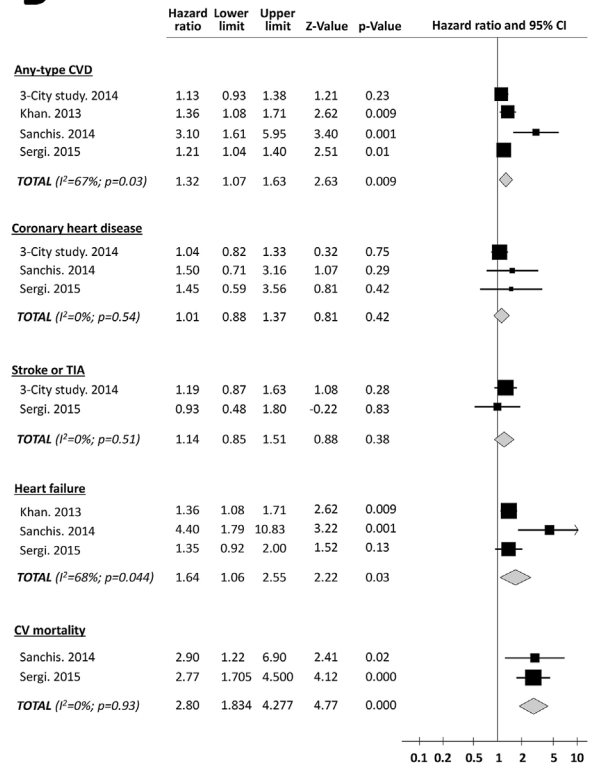 Hazard ratio Lower limit Upper limit Z-Value p-Value Hazard ratio and 95% CI
Any-type CVD
3-City study. 2014 1.13 0.93 1.38 1.21 0.23
Khan. 2013 1.36 1.08 1.71 2.62 0.009
Sanchis. 2014 3.10 1.61 5.95 3.40 0.001
Sergi. 2015 1.21 1.04 1.40 2.51 0.01
TOTAL (I²=67%; p=0.03) 1.32 1.07 1.63 2.63 0.009
Coronary heart disease
3-City study. 2014 1.04 0.82 1.33 0.32 0.75
Sanchis. 2014 1.50 0.71 3.16 1.07 0.29
Sergi. 2015 1.45 0.59 3.56 0.81 0.42
TOTAL (I²=0%; p=0.54) 1.01 0.88 1.37 0.81 0.42
Stroke or TIA
3-City study. 2014 1.19 0.87 1.63 1.08 0.28
Sergi. 2015 0.93 0.48 1.80 -0.22 0.83
TOTAL (I²=0%; p=0.51) 1.14 0.85 1.51 0.88 0.38
Heart failure
Khan. 2013 1.36 1.08 1.71 2.62 0.009
Sanchis. 2014 4.40 1.79 10.83 3.22 0.001
Sergi. 2015 1.35 0.92 2.00 1.52 0.13
TOTAL (I²=68%; p=0.044) 1.64 1.06 2.55 2.22 0.03
CV mortality
Sanchis. 2014 2.90 1.22 6.90 2.41 0.02
Sergi. 2015 2.77 1.705 4.500 4.12 0.000
TOTAL (I²=0%; p=0.93) 2.80 1.834 4.277 4.77 0.000
0.1 0.2 0.5 1 2 5 10